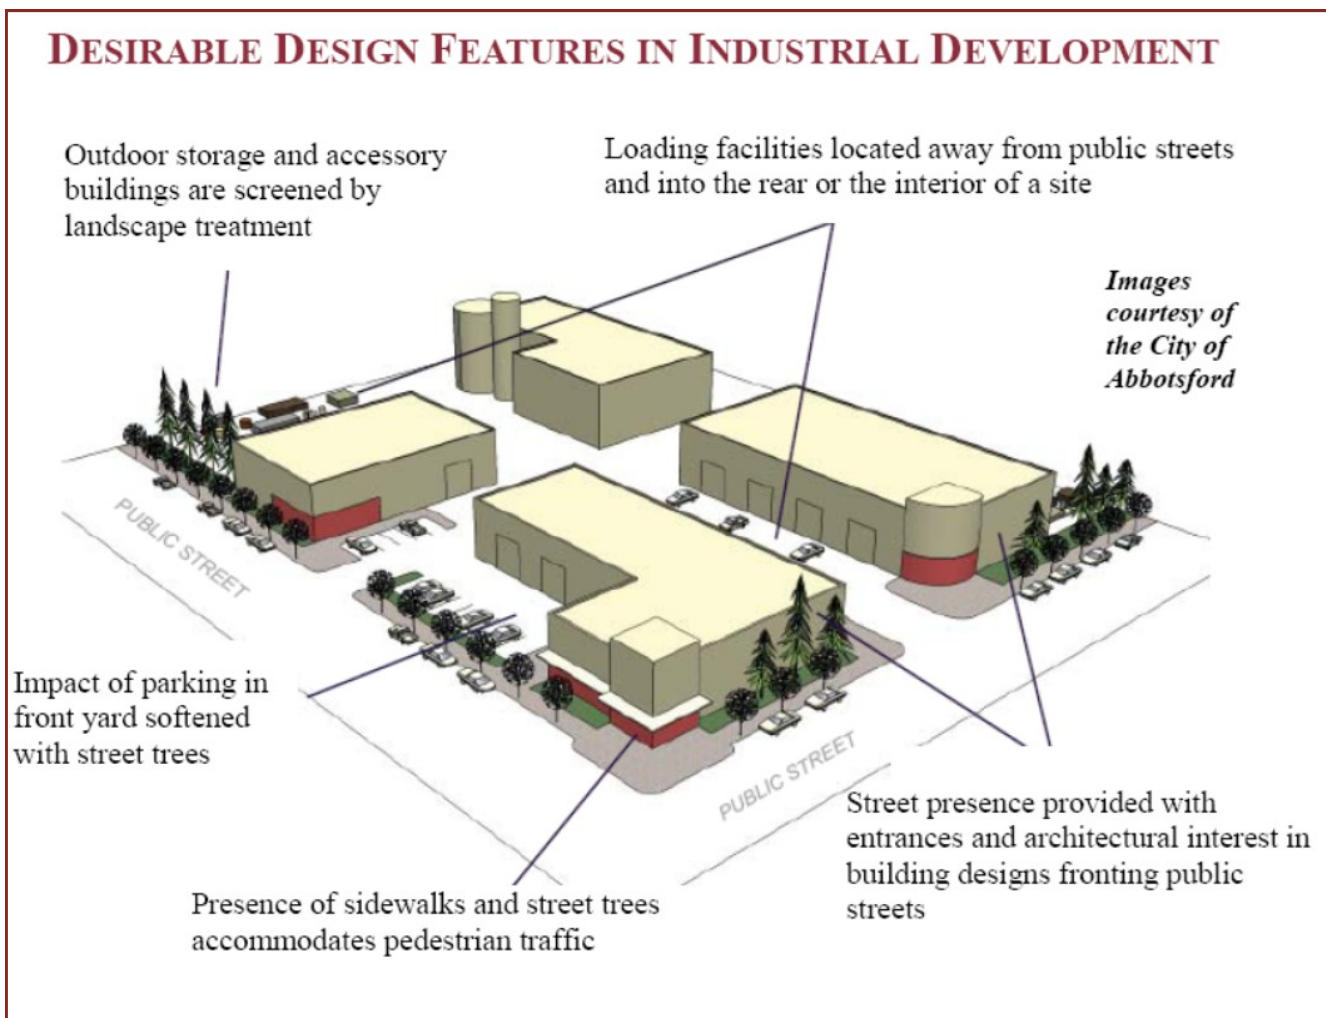 DESIRABLE DESIGN FEATURES IN INDUSTRIAL DEVELOPMENT
Outdoor storage and accessory
buildings are screened by
landscape treatment
Loading facilities located away from public streets
and into the rear or the interior of a site
Images
courtesy of
the City of
Abbotsford
PUBLIC STREET
Impact of parking in
front yard softened
with street trees
PUBLIC STREET
Street presence provided with
entrances and architectural interest in
building designs fronting public
streets
Presence of sidewalks and street trees
accommodates pedestrian traffic